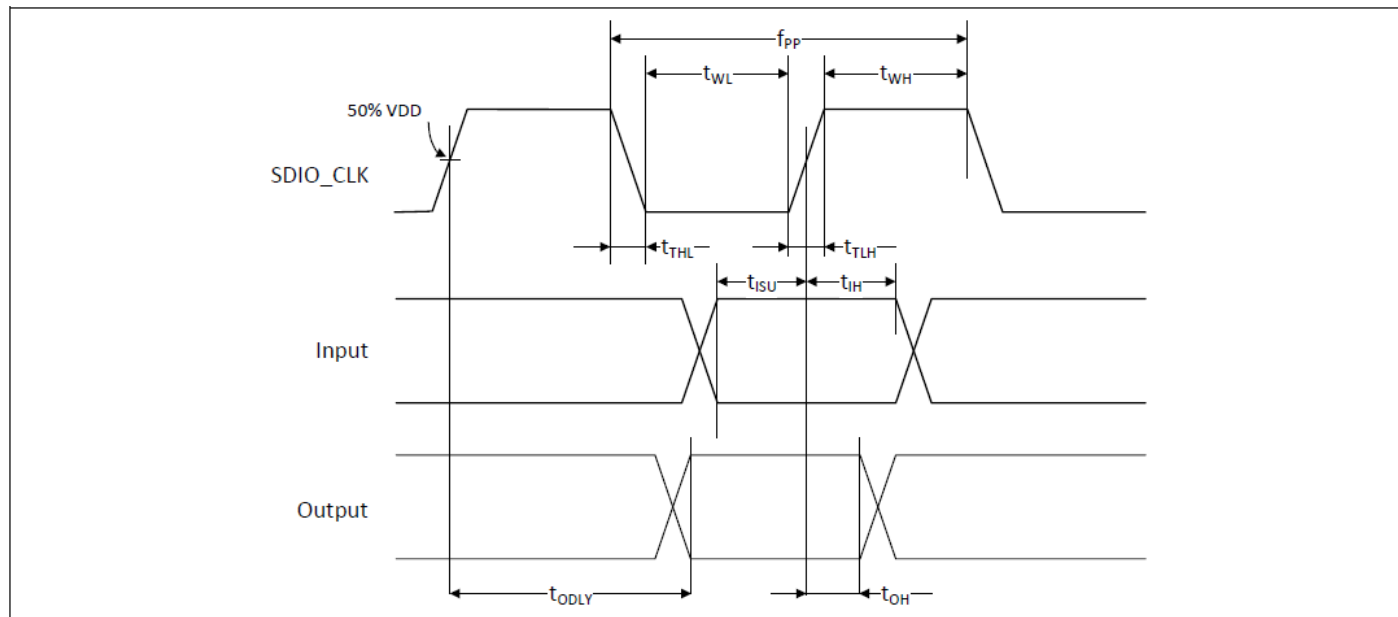 fPP
tWL
tWH
50% VDD
SDIO_CLK
tTHL
tTLH
tISU
tIH
Input
Output
tODLY
tOH